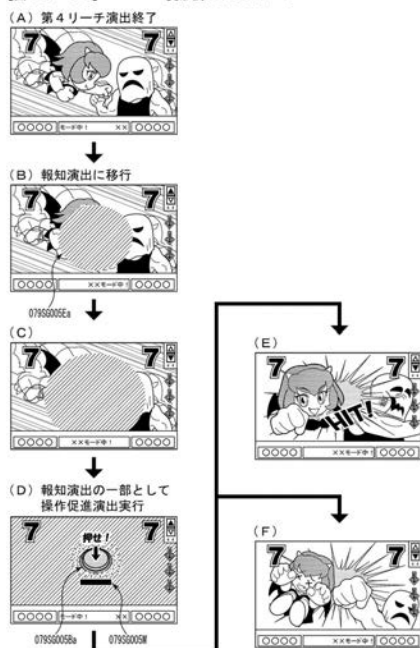 (A) 第4リーチ演出終了
7 7
○○○○ モード中! ×× ○○○○
(B) 報知演出に移行
7 7
○○○○ ××モード中! ○○○○
079SG005Ea
(C)
7
○○○○ ××モード中! ○○○○
(D) 報知演出の一部として
操作促進演出実行
7 7
押せ!
○○○○ モード中! ×× ○○○○
079SG005Ba 079SG005M
(E)
7 7
HIT!
○○○○ ××モード中! ○○○○
(F)
7 7
○○○○ ××モード中! ○○○○